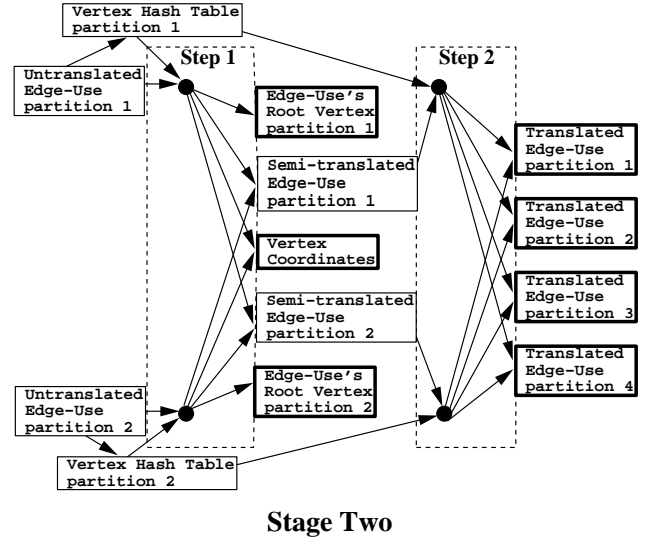 Vertex Hash Table
partition 1
Step 1
Step 2
Untranslated
Edge-Use
partition 1
Edge-Use's
Root Vertex
partition 1
Semi-translated
Edge-Use
partition 1
Vertex
Coordinates
Semi-translated
Edge-Use
partition 2
Edge-Use's
Root Vertex
partition 2
Translated
Edge-Use
partition 1
Translated
Edge-Use
partition 2
Translated
Edge-Use
partition 3
Translated
Edge-Use
partition 4
Untranslated
Edge-Use
partition 2
Vertex Hash Table
partition 2
Stage Two